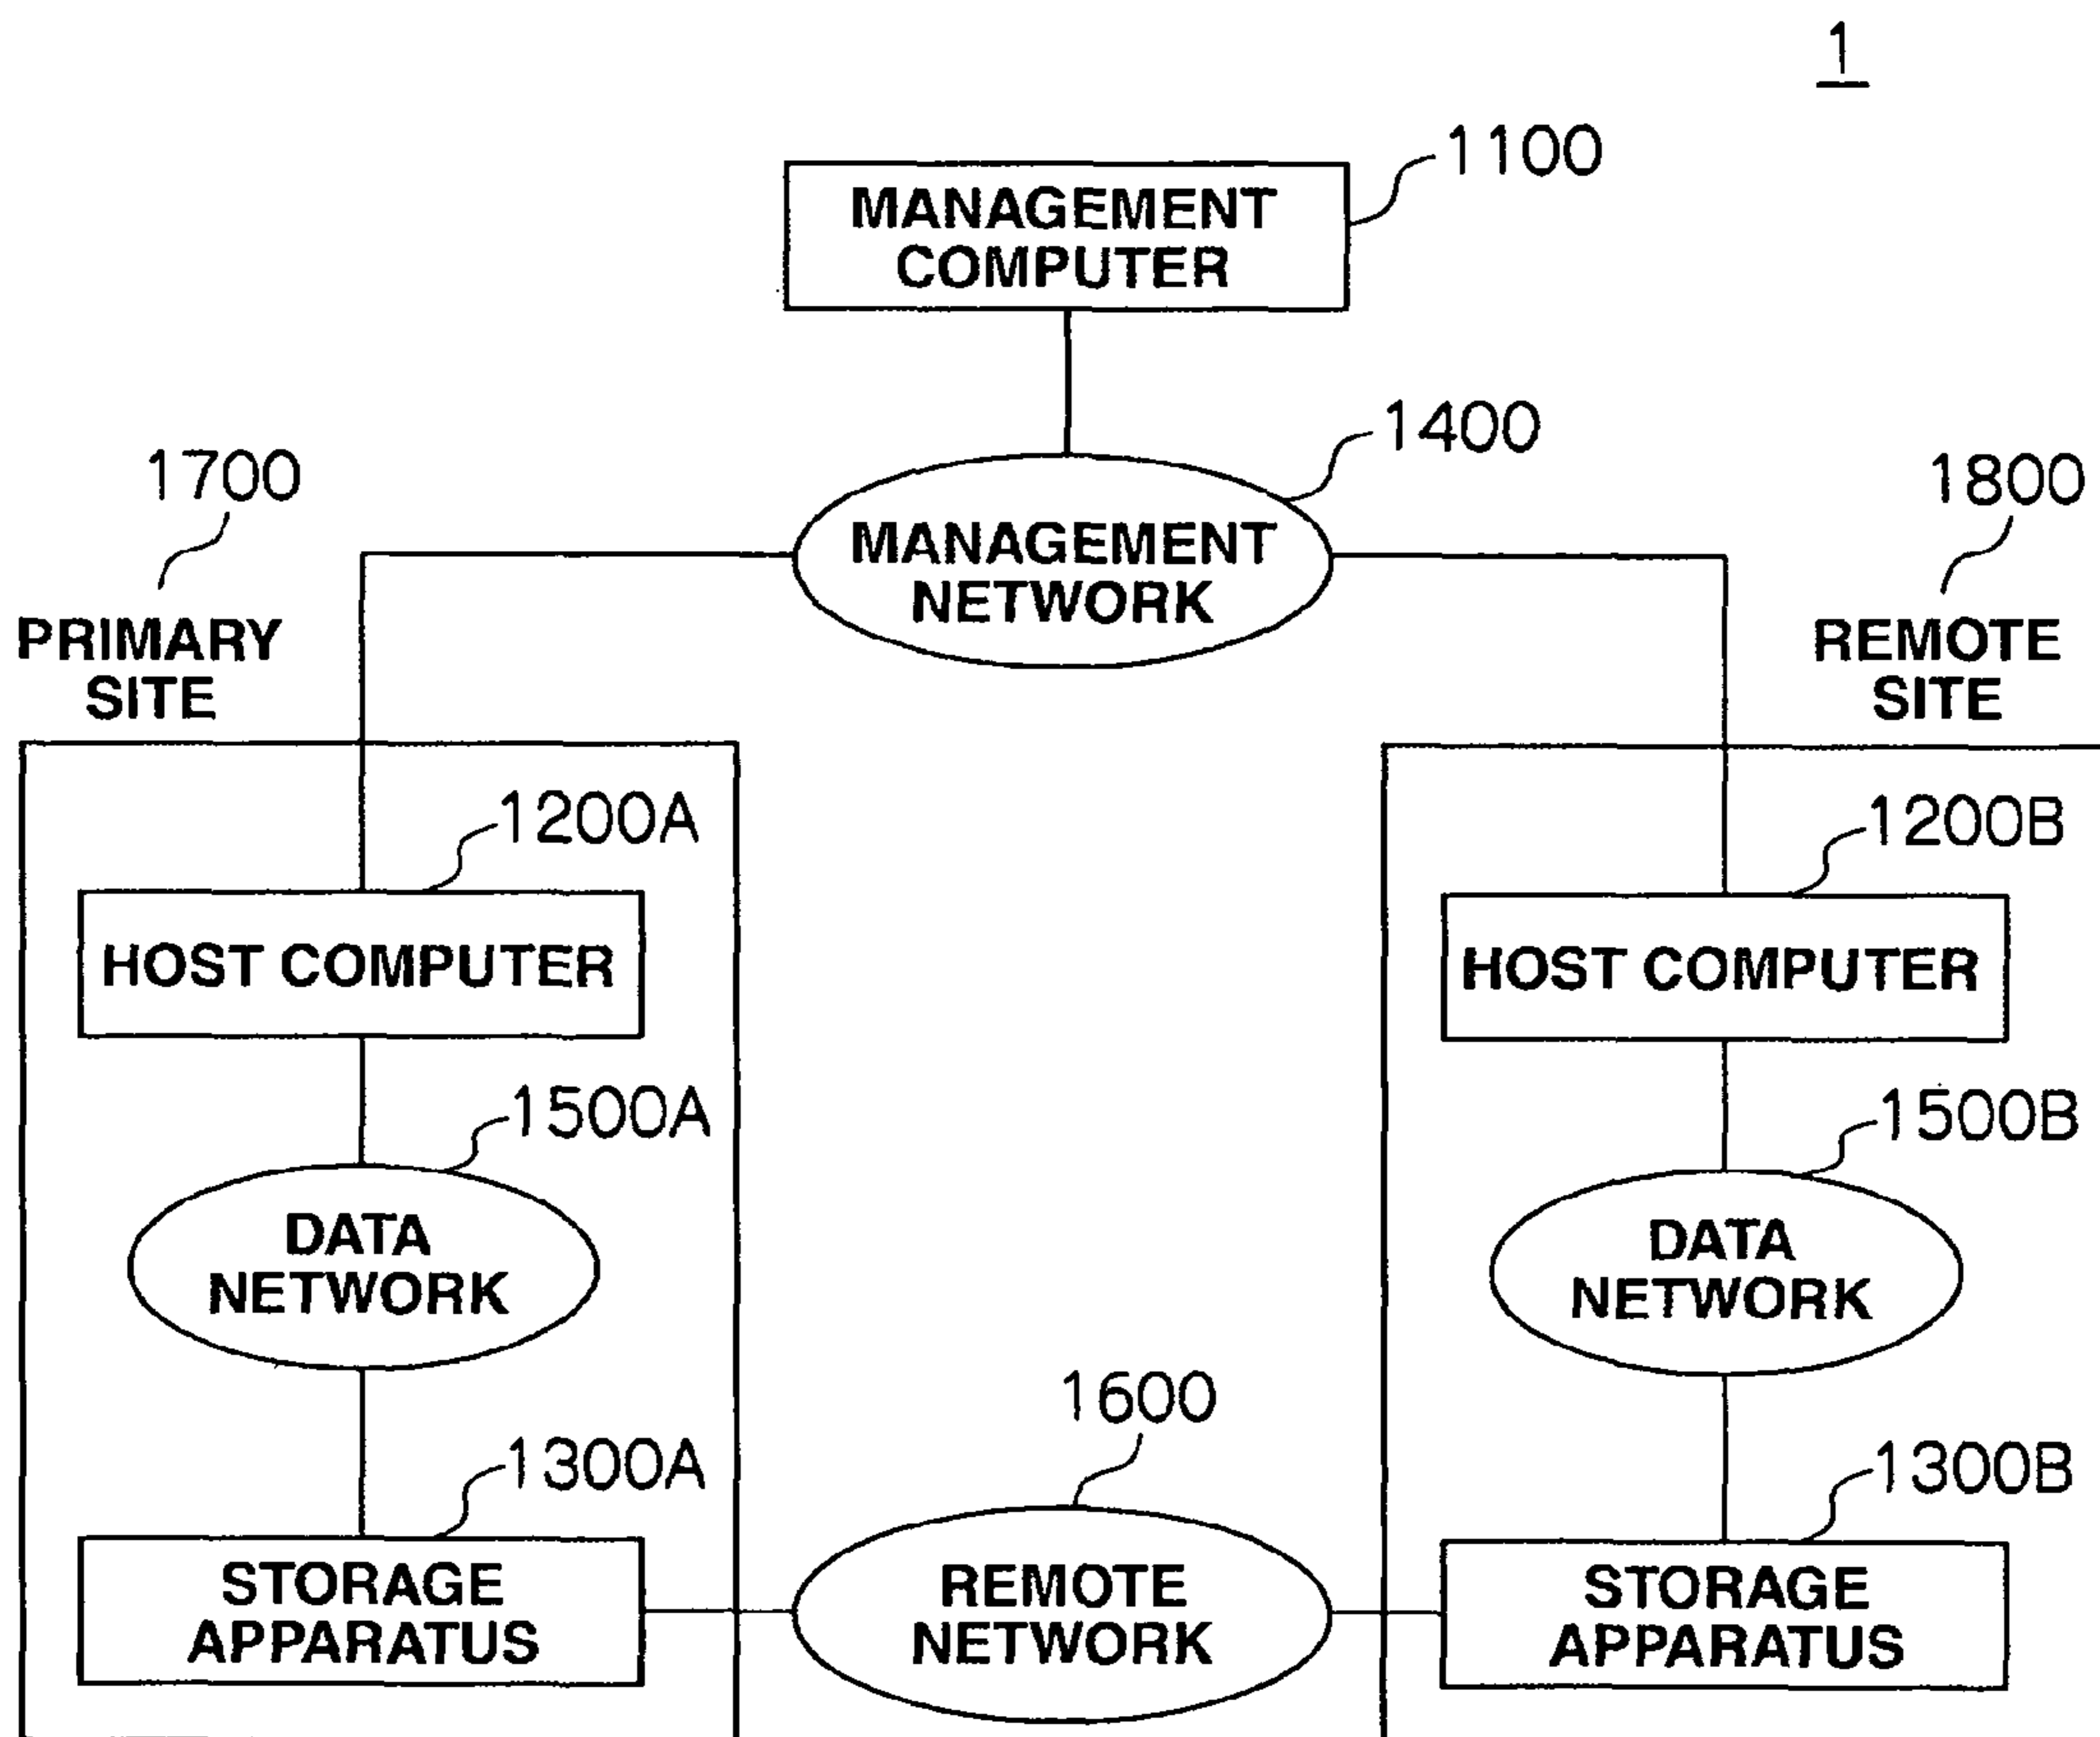 1
1100
MANAGEMENT
COMPUTER
1400
MANAGEMENT
NETWORK
1700
PRIMARY
SITE
1800
REMOTE
SITE
1200A
HOST COMPUTER
1500A
DATA
NETWORK
1300A
STORAGE
APPARATUS
1600
REMOTE
NETWORK
1200B
HOST COMPUTER
1500B
DATA
NETWORK
1300B
STORAGE
APPARATUS